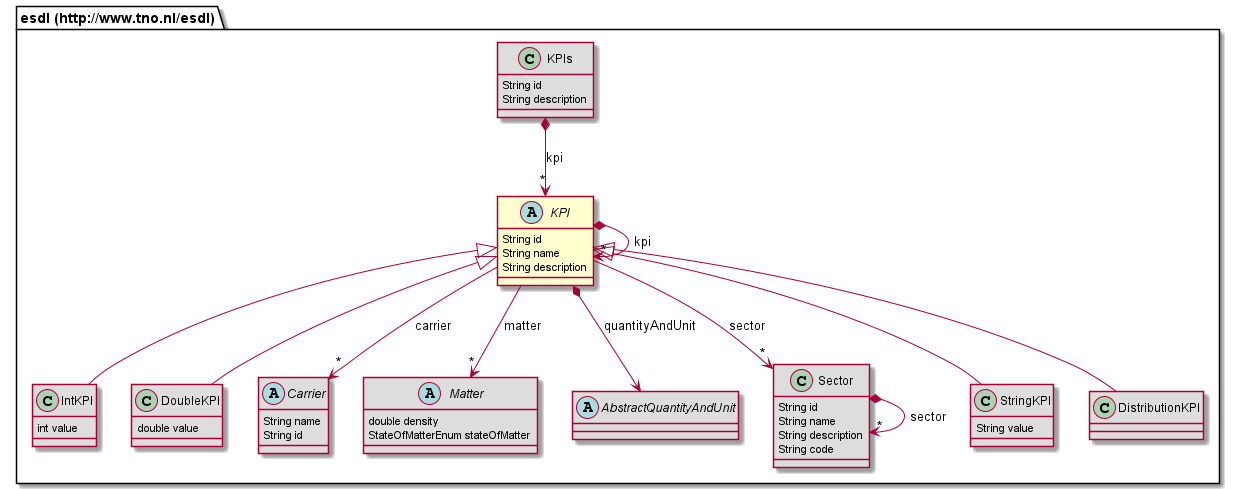 esdl (http://www.tno.nl/esdl)
C KPIs
String id
String description
kpi
*
A KPI
String id
String name
String description
kpi
*
carrier
matter
quantityAndUnit
sector
*
*
*
C IntKPI
int value
C DoubleKPI
double value
A Carrier
String name
String id
A Matter
double density
StateOfMatterEnum stateOfMatter
A AbstractQuantityAndUnit
C Sector
String id
String name
String description
String code
sector
*
C StringKPI
String value
C DistributionKPI